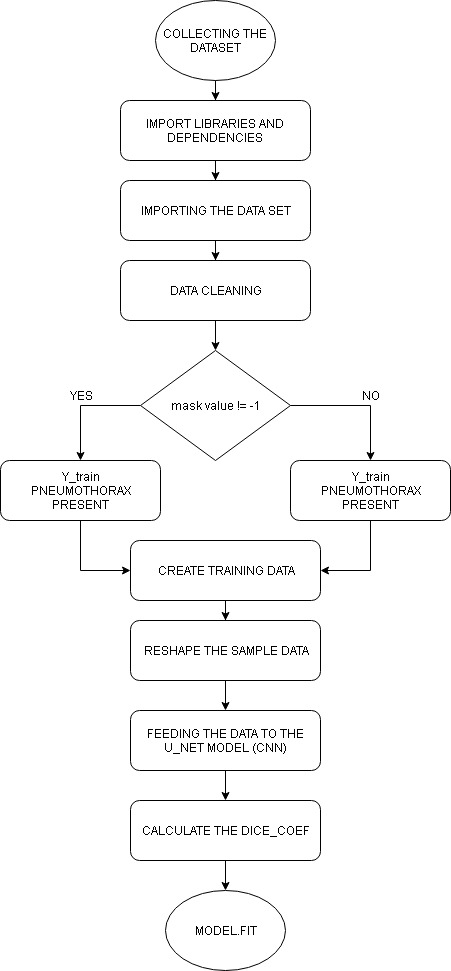 COLLECTING THE
DATASET
IMPORT LIBRARIES AND
DEPENDENCIES
IMPORTING THE DATA SET
DATA CLEANING
mask value != -1
YES
NO
Y_train
PNEUMOTHORAX
PRESENT
Y_train
PNEUMOTHORAX
PRESENT
CREATE TRAINING DATA
RESHAPE THE SAMPLE DATA
FEEDING THE DATA TO THE
U_NET MODEL (CNN)
CALCULATE THE DICE_COEF
MODEL.FIT